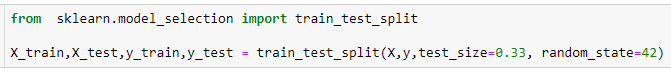 from  sklearn.model_selection import train_test_split
X_train,X_test,y_train,y_test = train_test_split(X,y,test_size=0.33, random_state=42)